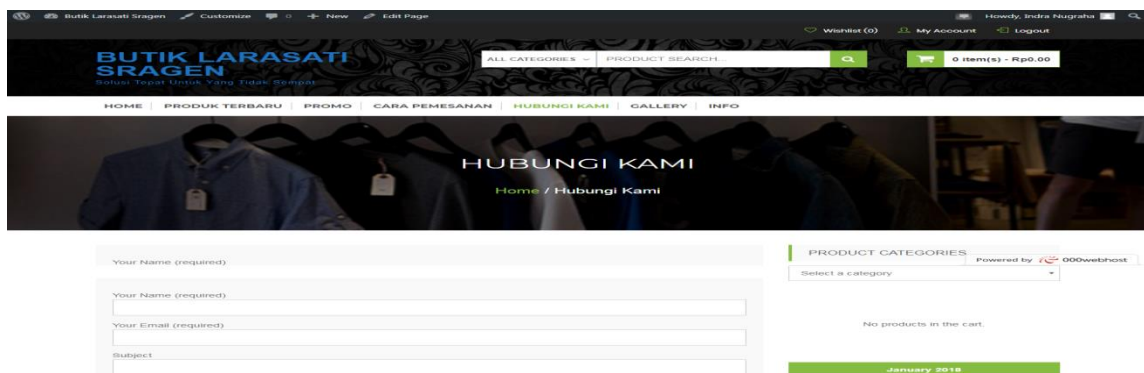 Butik Larasati Sragen Customize 0 New Edit Page Howdy, Indra Nugraha
Wishlist (0) My Account Logout
BUTIK LARASATI
SRAGEN
Solusi Tepat Untuk Yang Tidak Sempat
ALL CATEGORIES PRODUCT SEARCH... 0 item(s) - Rp0.00
HOME PRODUK TERBARU PROMO CARA PEMESANAN HUBUNGI KAMI GALLERY INFO
HUBUNGI KAMI
Home / Hubungi Kami
Your Name (required)
Your Name (required)
Your Email (required)
Subject
PRODUCT CATEGORIES
Powered by 000webhost
Select a category
No products in the cart.
January 2018